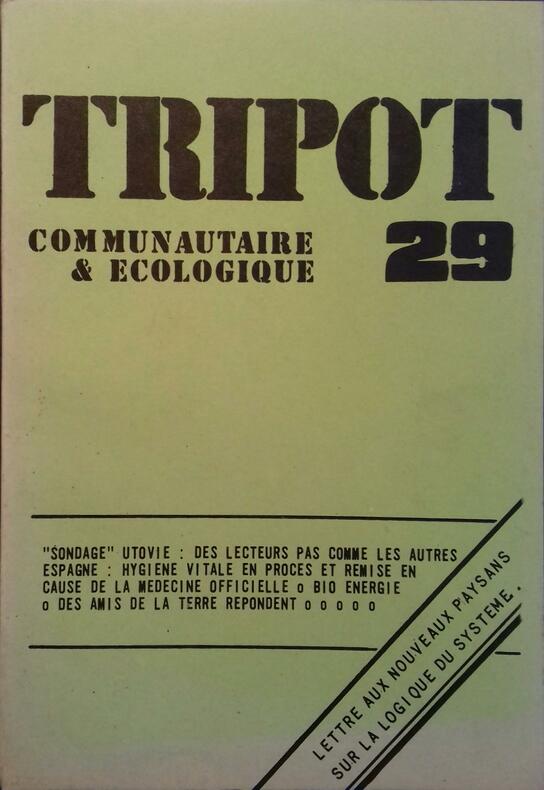 TRIPOT
COMMUNAUTAIRE
& ECOLOGIQUE
29
"SONDAGE" UTOVIE : DES LECTEURS PAS COMME LES AUTRES
ESPAGNE : HYGIENE VITALE EN PROCES ET REMISE EN
CAUSE DE LA MEDECINE OFFICIELLE o BIO ENERGIE
o DES AMIS DE LA TERRE REPONDENT o o o o o
LETTRE AUX NOUVEAUX PAYSANS
SUR LA LOGIQUE DU SYSTEME.